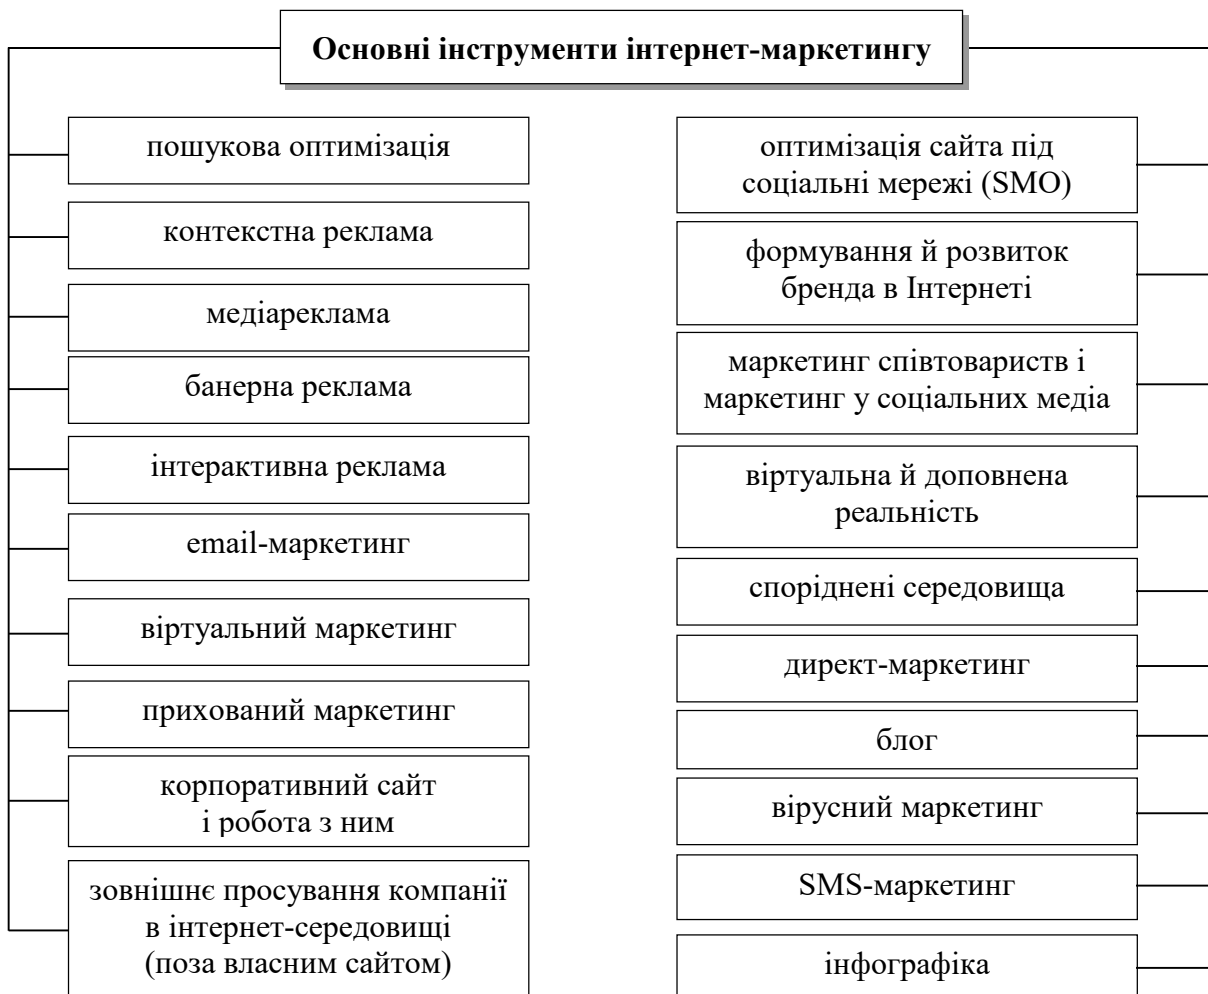 Основні інструменти інтернет-маркетингу
пошукова оптимізація
контекстна реклама
медіареклама
банерна реклама
інтерактивна реклама
email-маркетинг
віртуальний маркетинг
прихований маркетинг
корпоративний сайт
і робота з ним
зовнішнє просування компанії
в інтернет-середовищі
(поза власним сайтом)
оптимізація сайта під
соціальні мережі (SMO)
формування й розвиток
бренда в Інтернеті
маркетинг співтовариств і
маркетинг у соціальних медіа
віртуальна й доповнена
реальність
споріднені середовища
директ-маркетинг
блог
вірусний маркетинг
SMS-маркетинг
інфографіка